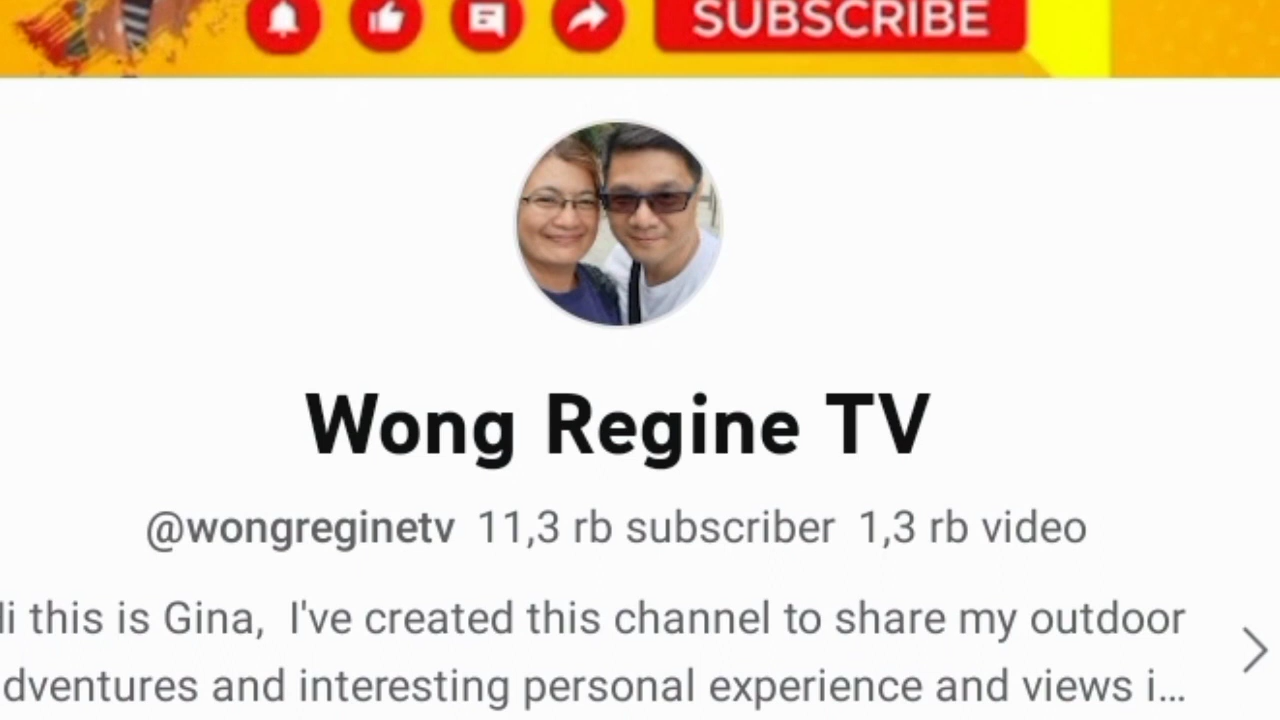 SUBSCRIBE
Wong Regine TV
@wongreginetv 11,3 rb subscriber 1,3 rb video
this is Gina, I've created this channel to share my outdoor
dventures and interesting personal experience and views i...